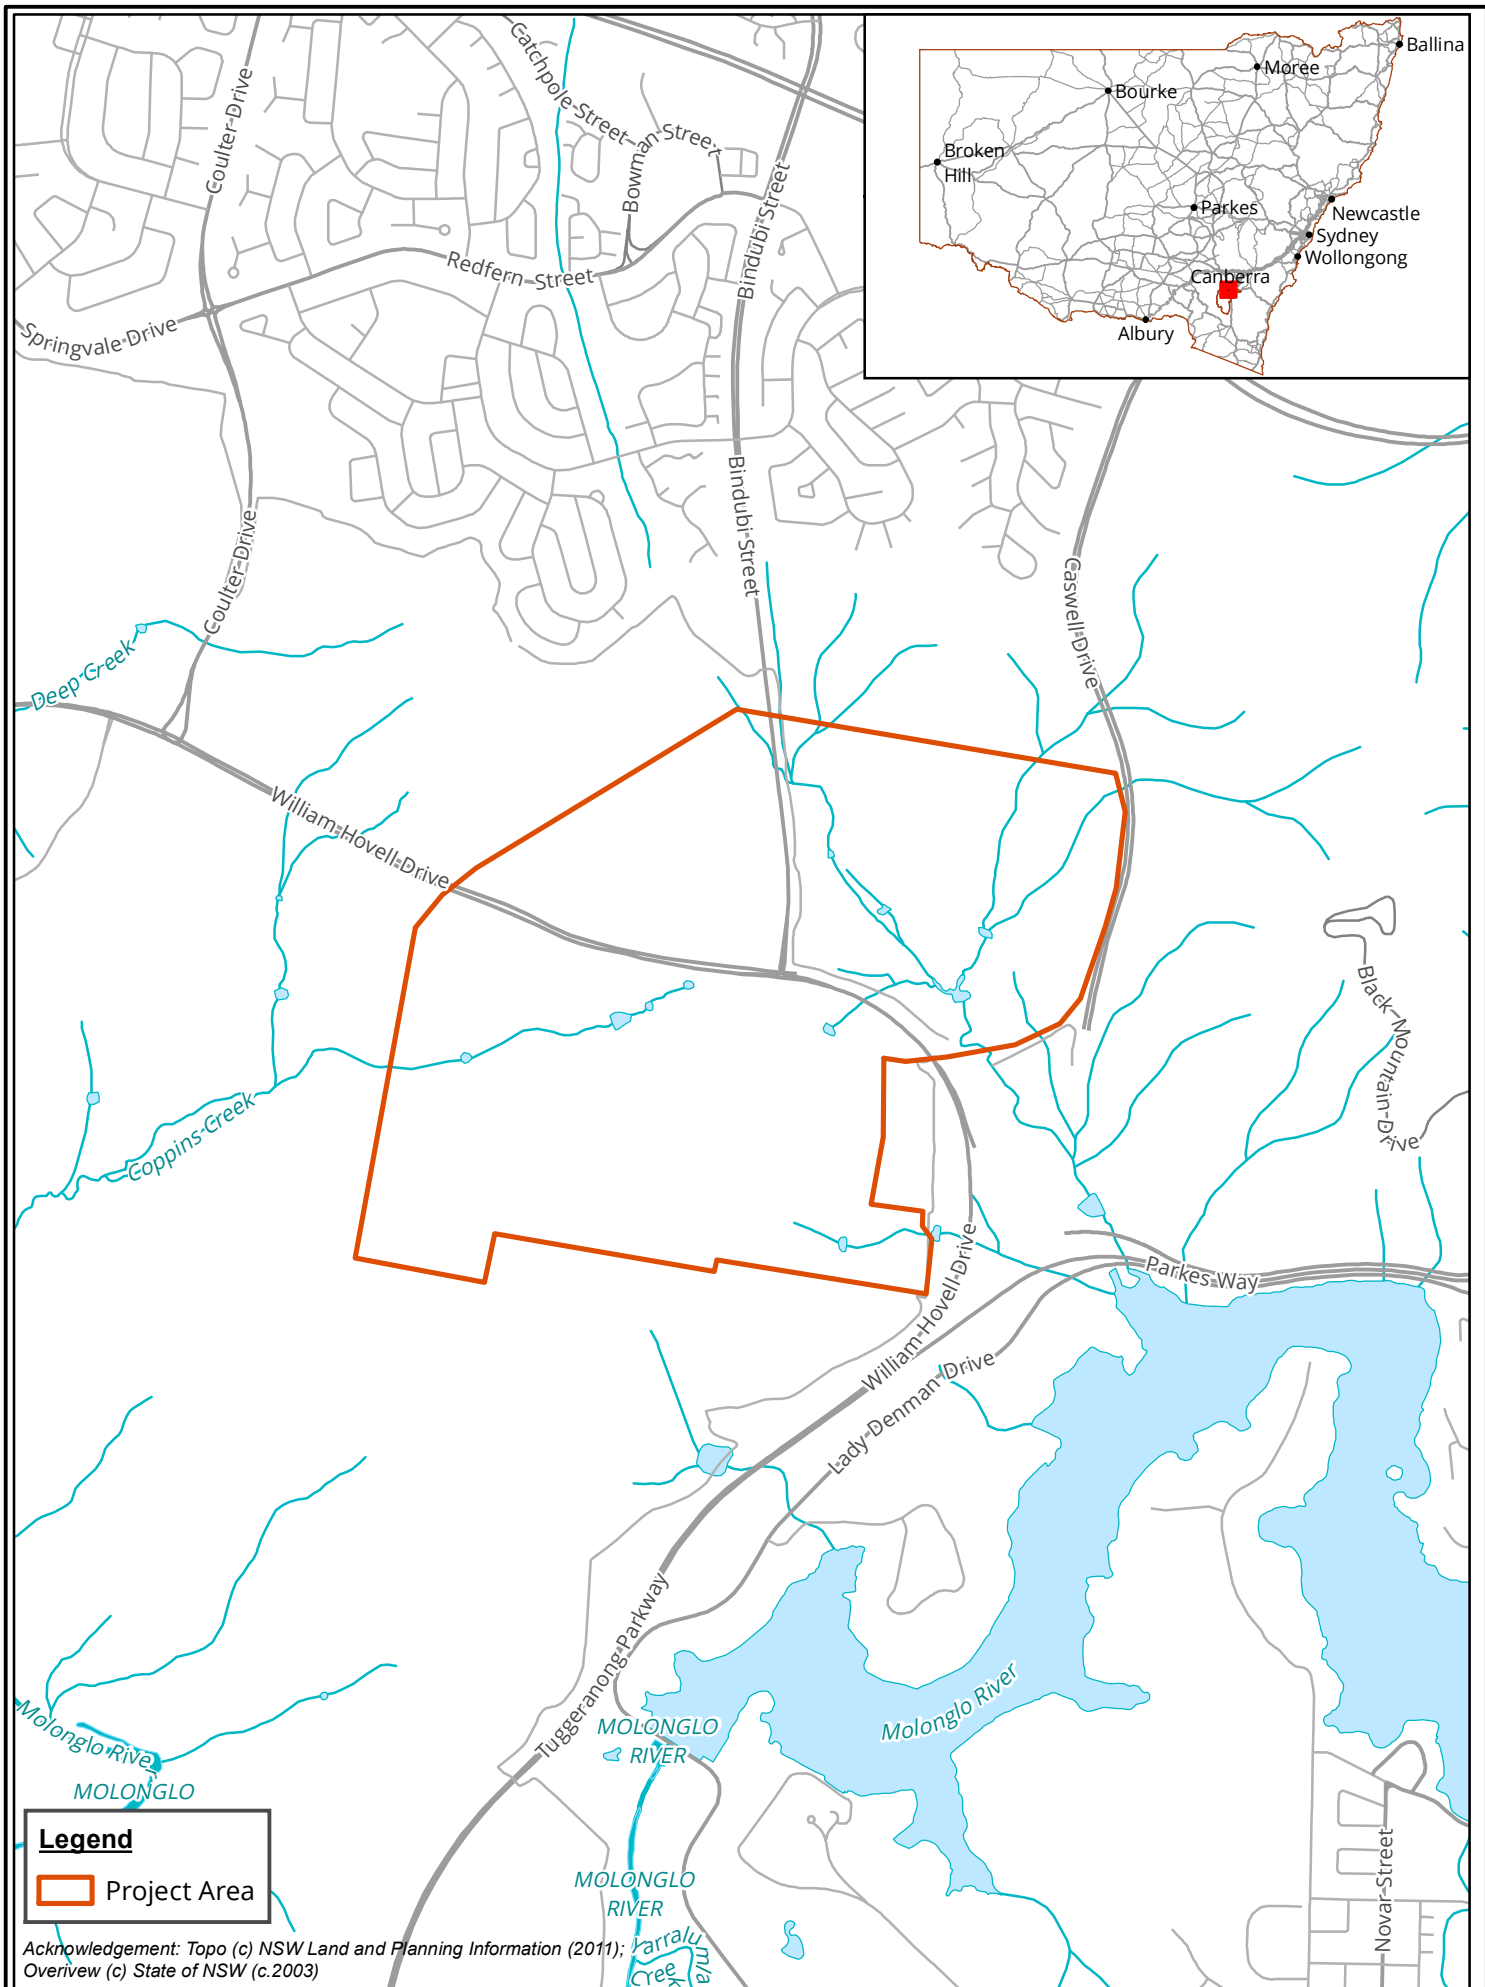 Catchpole Street
Coulter Drive
Bowman Street
Bindubi Street
Redfern Street
Springvale Drive
Ballina
Moree
Bourke
Broken
Hill
Parkes
Newcastle
Sydney
Wollongong
Canberra
Albury
Bindubi Street
Coulter Drive
Caswell Drive
Deep Creek
William Hovell Drive
Black Mountain Drive
Coppins Creek
William Hovell Drive
Parkes Way
Lady Denman Drive
Tuggeranong Parkway
Molonglo River
Molonglo River
MOLONGLO
MOLONGLO
RIVER
MOLONGLO
RIVER
Yarralum/a
Creek
Novar Street
Legend
Project Area
Acknowledgement: Topo (c) NSW Land and Planning Information (2011);
Overivew (c) State of NSW (c.2003)